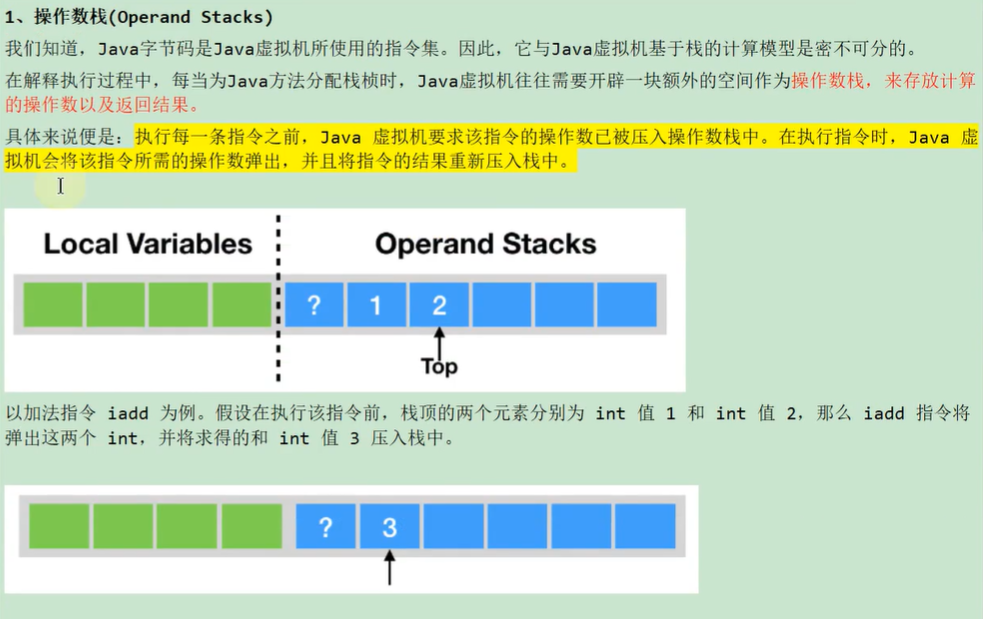 1、操作数栈(Operand Stacks)
我们知道，Java字节码是Java虚拟机所使用的指令集。因此，它与Java虚拟机基于栈的计算模型是密不可分的。
在解释执行过程中，每当为Java方法分配栈桢时，Java虚拟机往往需要开辟一块额外的空间作为操作数栈，来存放计算
的操作数以及返回结果。
具体来说便是：执行每一条指令之前，Java 虚拟机要求该指令的操作数已被压入操作数栈中。在执行指令时，Java 虚
拟机会将该指令所需的操作数弹出，并且将指令的结果重新压入栈中。
Local Variables Operand Stacks
? 1 2
Top
以加法指令 iadd 为例。假设在执行该指令前，栈顶的两个元素分别为 int 值 1 和 int 值 2，那么 iadd 指令将
弹出这两个 int，并将求得的和 int 值 3 压入栈中。
? 3